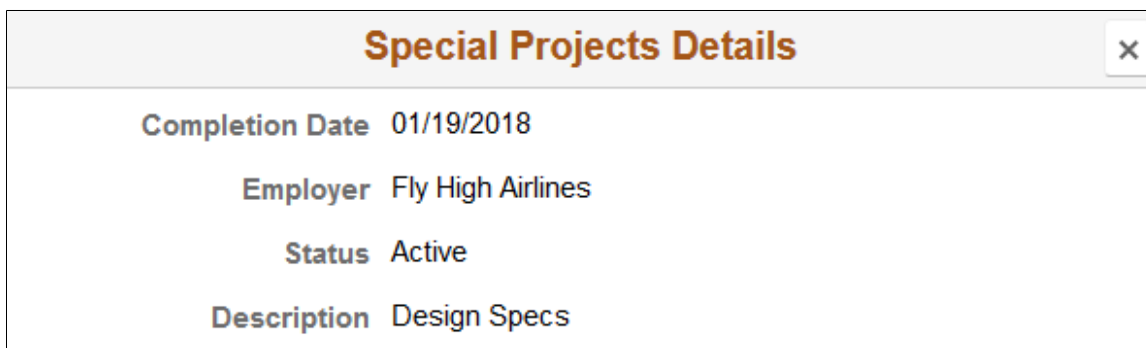 Special Projects Details
Completion Date 01/19/2018
Employer Fly High Airlines
Status Active
Description Design Specs